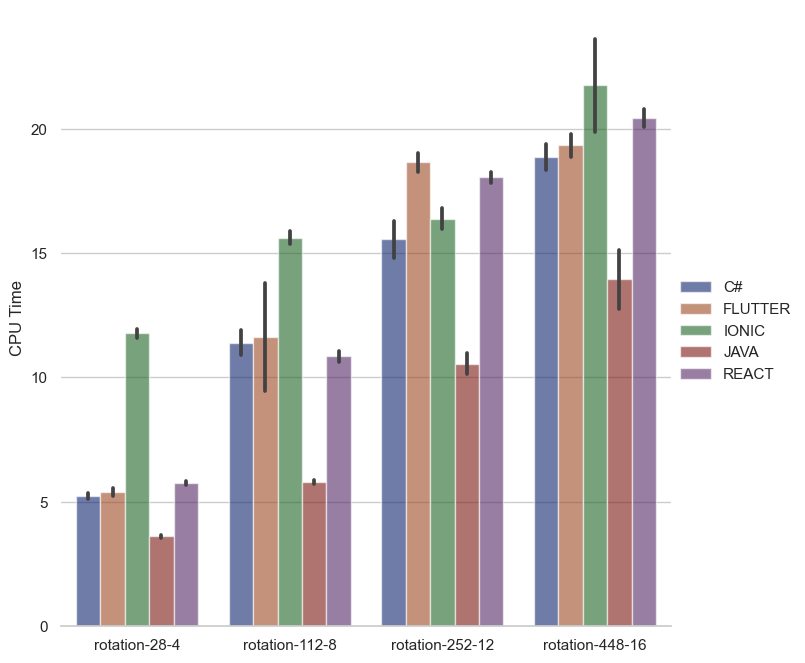 20
15
10
5
0
CPU Time
rotation-28-4
rotation-112-8
rotation-252-12
rotation-448-16
C#
FLUTTER
IONIC
JAVA
REACT